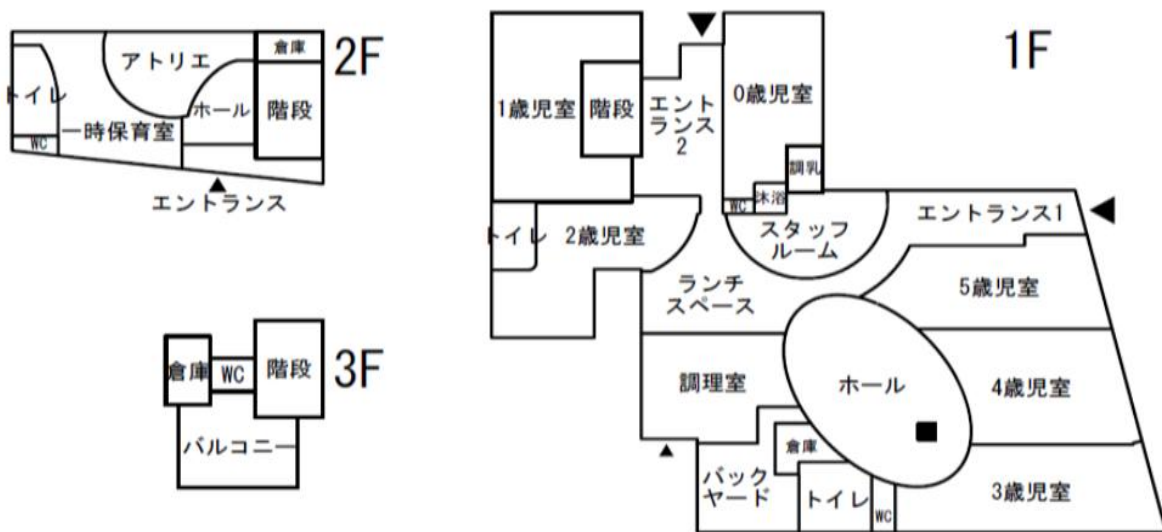 2F
アトリエ
倉庫
トイレ
ホール
階段
一時保育室
WC
エントランス
3F
倉庫
WC
階段
バルコニー
1F
1歳児室
階段
エント
ランス
2
0歳児室
調乳
沐浴
WC
エントランス1
トイレ
2歳児室
スタッフ
ルーム
ランチ
スペース
5歳児室
調理室
ホール
4歳児室
倉庫
バック
ヤード
トイレ
WC
3歳児室